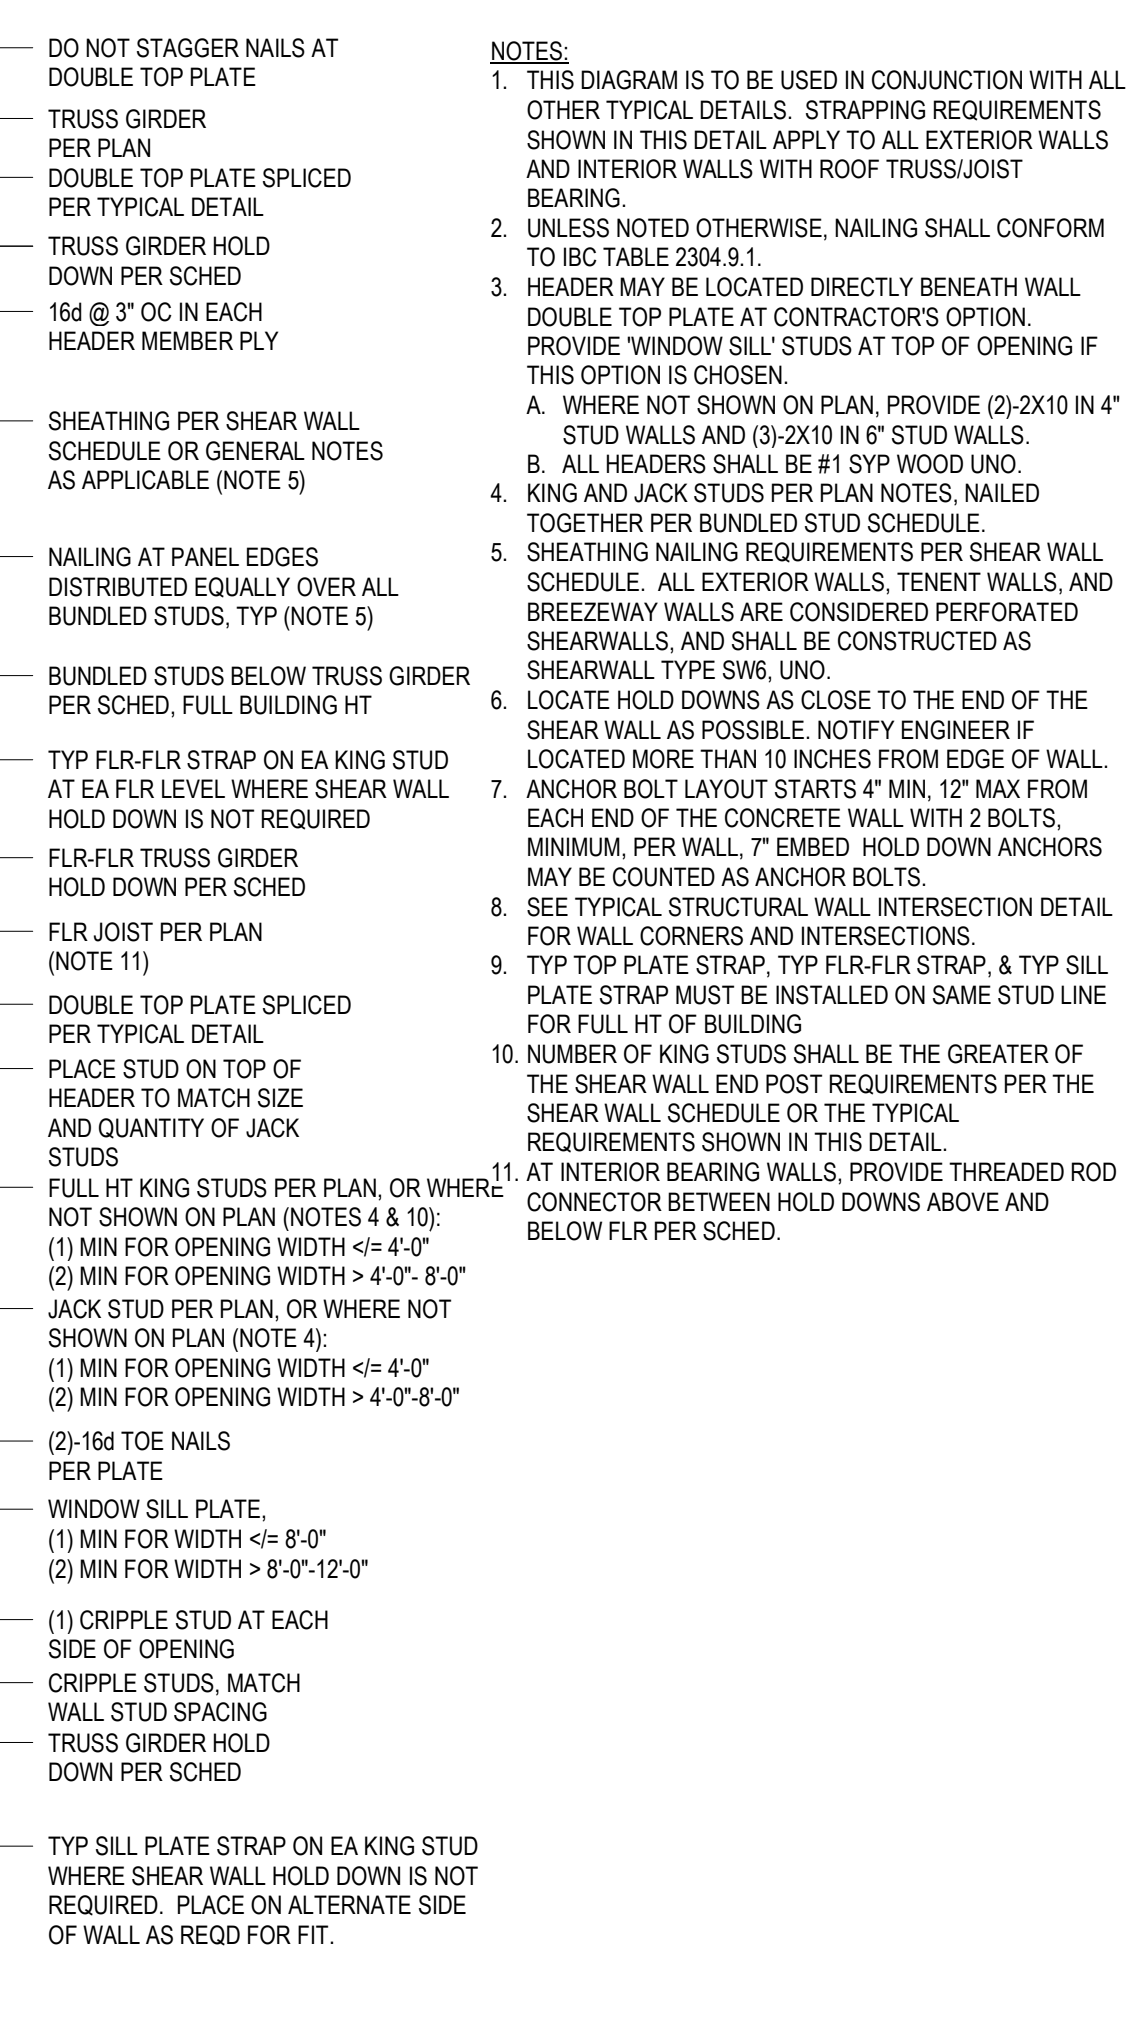 DO NOT STAGGER NAILS AT
DOUBLE TOP PLATE
TRUSS GIRDER
PER PLAN
DOUBLE TOP PLATE SPLICED
PER TYPICAL DETAIL
TRUSS GIRDER HOLD
DOWN PER SCHED
16d @ 3" OC IN EACH
HEADER MEMBER PLY
SHEATHING PER SHEAR WALL
SCHEDULE OR GENERAL NOTES
AS APPLICABLE (NOTE 5)
NAILING AT PANEL EDGES
DISTRIBUTED EQUALLY OVER ALL
BUNDLED STUDS, TYP (NOTE 5)
BUNDLED STUDS BELOW TRUSS GIRDER
PER SCHED, FULL BUILDING HT
TYP FLR-FLR STRAP ON EA KING STUD
AT EA FLR LEVEL WHERE SHEAR WALL
HOLD DOWN IS NOT REQUIRED
FLR-FLR TRUSS GIRDER
HOLD DOWN PER SCHED
FLR JOIST PER PLAN
(NOTE 11)
DOUBLE TOP PLATE SPLICED
PER TYPICAL DETAIL
PLACE STUD ON TOP OF
HEADER TO MATCH SIZE
AND QUANTITY OF JACK
STUDS
FULL HT KING STUDS PER PLAN, OR WHERE
NOT SHOWN ON PLAN (NOTES 4 & 10):
(1) MIN FOR OPENING WIDTH </= 4'-0"
(2) MIN FOR OPENING WIDTH > 4'-0"- 8'-0"
JACK STUD PER PLAN, OR WHERE NOT
SHOWN ON PLAN (NOTE 4):
(1) MIN FOR OPENING WIDTH </= 4'-0"
(2) MIN FOR OPENING WIDTH > 4'-0"-8'-0"
(2)-16d TOE NAILS
PER PLATE
WINDOW SILL PLATE,
(1) MIN FOR WIDTH </= 8'-0"
(2) MIN FOR WIDTH > 8'-0"-12'-0"
(1) CRIPPLE STUD AT EACH
SIDE OF OPENING
CRIPPLE STUDS, MATCH
WALL STUD SPACING
TRUSS GIRDER HOLD
DOWN PER SCHED
TYP SILL PLATE STRAP ON EA KING STUD
WHERE SHEAR WALL HOLD DOWN IS NOT
REQUIRED. PLACE ON ALTERNATE SIDE
OF WALL AS REQD FOR FIT.
NOTES:
1. THIS DIAGRAM IS TO BE USED IN CONJUNCTION WITH ALL
OTHER TYPICAL DETAILS. STRAPPING REQUIREMENTS
SHOWN IN THIS DETAIL APPLY TO ALL EXTERIOR WALLS
AND INTERIOR WALLS WITH ROOF TRUSS/JOIST
BEARING.
2. UNLESS NOTED OTHERWISE, NAILING SHALL CONFORM
TO IBC TABLE 2304.9.1.
3. HEADER MAY BE LOCATED DIRECTLY BENEATH WALL
DOUBLE TOP PLATE AT CONTRACTOR'S OPTION.
PROVIDE 'WINDOW SILL' STUDS AT TOP OF OPENING IF
THIS OPTION IS CHOSEN.
A. WHERE NOT SHOWN ON PLAN, PROVIDE (2)-2X10 IN 4"
STUD WALLS AND (3)-2X10 IN 6" STUD WALLS.
B. ALL HEADERS SHALL BE #1 SYP WOOD UNO.
4. KING AND JACK STUDS PER PLAN NOTES, NAILED
TOGETHER PER BUNDLED STUD SCHEDULE.
5. SHEATHING NAILING REQUIREMENTS PER SHEAR WALL
SCHEDULE. ALL EXTERIOR WALLS, TENENT WALLS, AND
BREEZEWAY WALLS ARE CONSIDERED PERFORATED
SHEARWALLS, AND SHALL BE CONSTRUCTED AS
SHEARWALL TYPE SW6, UNO.
6. LOCATE HOLD DOWNS AS CLOSE TO THE END OF THE
SHEAR WALL AS POSSIBLE. NOTIFY ENGINEER IF
LOCATED MORE THAN 10 INCHES FROM EDGE OF WALL.
7. ANCHOR BOLT LAYOUT STARTS 4" MIN, 12" MAX FROM
EACH END OF THE CONCRETE WALL WITH 2 BOLTS,
MINIMUM, PER WALL, 7" EMBED HOLD DOWN ANCHORS
MAY BE COUNTED AS ANCHOR BOLTS.
8. SEE TYPICAL STRUCTURAL WALL INTERSECTION DETAIL
FOR WALL CORNERS AND INTERSECTIONS.
9. TYP TOP PLATE STRAP, TYP FLR-FLR STRAP, & TYP SILL
PLATE STRAP MUST BE INSTALLED ON SAME STUD LINE
FOR FULL HT OF BUILDING
10. NUMBER OF KING STUDS SHALL BE THE GREATER OF
THE SHEAR WALL END POST REQUIREMENTS PER THE
SHEAR WALL SCHEDULE OR THE TYPICAL
REQUIREMENTS SHOWN IN THIS DETAIL.
11. AT INTERIOR BEARING WALLS, PROVIDE THREADED ROD
CONNECTOR BETWEEN HOLD DOWNS ABOVE AND
BELOW FLR PER SCHED.